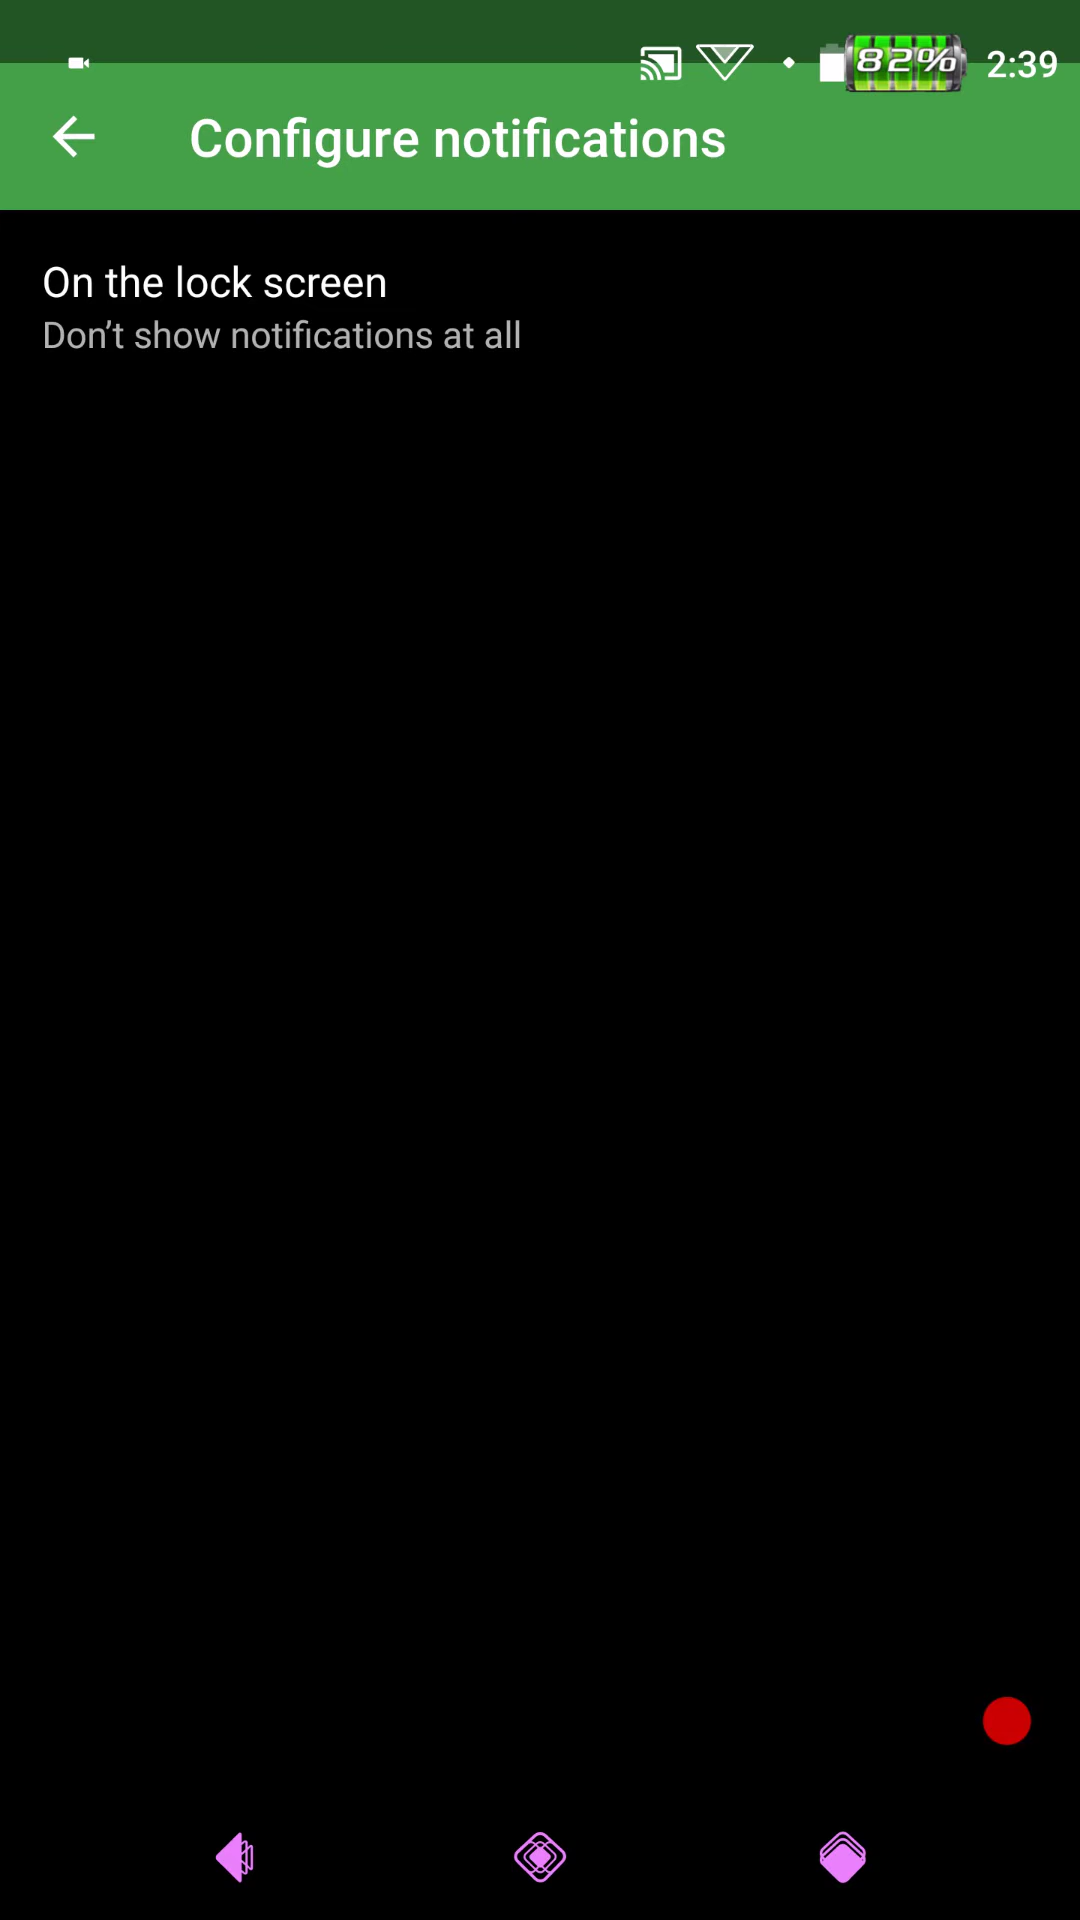 82%
2:39
Configure notifications
On the lock screen
Don’t show notifications at all